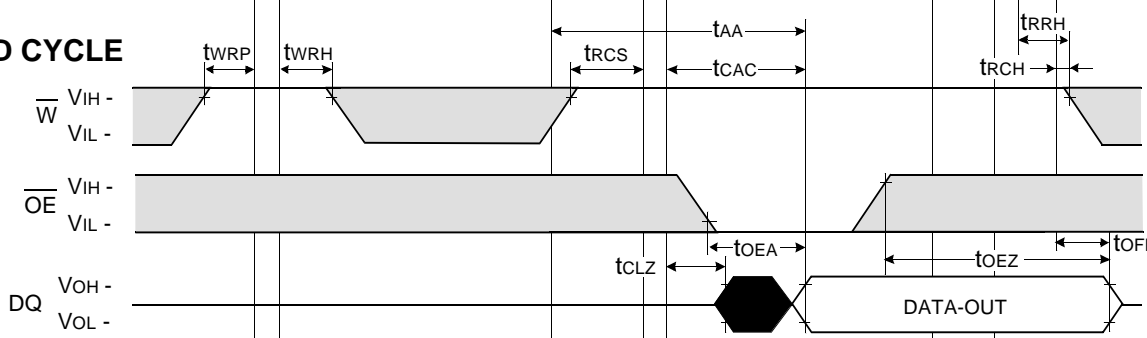 tRRH
tAA
D CYCLE
tWRP
tWRH
tRCS
tCAC
tRCH
W
VIH -
VIL -
OE
VIH -
VIL -
tOEA
tOF
tCLZ
tOEZ
DQ
VOH -
VOL -
DATA-OUT